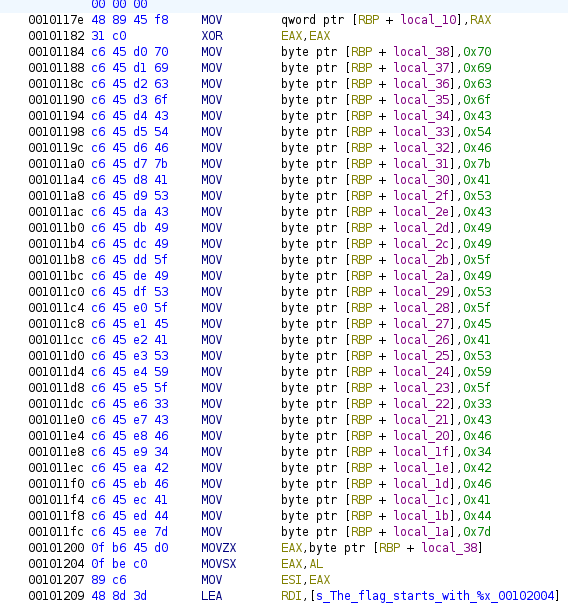 00 00 00
0010117e 48 89 45 f8 MOV qword ptr [RBP + local_10],RAX
00101182 31 c0 XOR EAX,EAX
00101184 c6 45 d0 70 MOV byte ptr [RBP + local_38],0x70
00101188 c6 45 d1 69 MOV byte ptr [RBP + local_37],0x69
0010118c c6 45 d2 63 MOV byte ptr [RBP + local_36],0x63
00101190 c6 45 d3 6f MOV byte ptr [RBP + local_35],0x6f
00101194 c6 45 d4 43 MOV byte ptr [RBP + local_34],0x43
00101198 c6 45 d5 54 MOV byte ptr [RBP + local_33],0x54
0010119c c6 45 d6 46 MOV byte ptr [RBP + local_32],0x46
001011a0 c6 45 d7 7b MOV byte ptr [RBP + local_31],0x7b
001011a4 c6 45 d8 41 MOV byte ptr [RBP + local_30],0x41
001011a8 c6 45 d9 53 MOV byte ptr [RBP + local_2f],0x53
001011ac c6 45 da 43 MOV byte ptr [RBP + local_2e],0x43
001011b0 c6 45 db 49 MOV byte ptr [RBP + local_2d],0x49
001011b4 c6 45 dc 49 MOV byte ptr [RBP + local_2c],0x49
001011b8 c6 45 dd 5f MOV byte ptr [RBP + local_2b],0x5f
001011bc c6 45 de 49 MOV byte ptr [RBP + local_2a],0x49
001011c0 c6 45 df 53 MOV byte ptr [RBP + local_29],0x53
001011c4 c6 45 e0 5f MOV byte ptr [RBP + local_28],0x5f
001011c8 c6 45 e1 45 MOV byte ptr [RBP + local_27],0x45
001011cc c6 45 e2 41 MOV byte ptr [RBP + local_26],0x41
001011d0 c6 45 e3 53 MOV byte ptr [RBP + local_25],0x53
001011d4 c6 45 e4 59 MOV byte ptr [RBP + local_24],0x59
001011d8 c6 45 e5 5f MOV byte ptr [RBP + local_23],0x5f
001011dc c6 45 e6 33 MOV byte ptr [RBP + local_22],0x33
001011e0 c6 45 e7 43 MOV byte ptr [RBP + local_21],0x43
001011e4 c6 45 e8 46 MOV byte ptr [RBP + local_20],0x46
001011e8 c6 45 e9 34 MOV byte ptr [RBP + local_1f],0x34
001011ec c6 45 ea 42 MOV byte ptr [RBP + local_1e],0x42
001011f0 c6 45 eb 46 MOV byte ptr [RBP + local_1d],0x46
001011f4 c6 45 ec 41 MOV byte ptr [RBP + local_1c],0x41
001011f8 c6 45 ed 44 MOV byte ptr [RBP + local_1b],0x44
001011fc c6 45 ee 7d MOV byte ptr [RBP + local_1a],0x7d
00101200 0f b6 45 d0 MOVZX EAX,byte ptr [RBP + local_38]
00101204 0f be c0 MOVSX EAX,AL
00101207 89 c6 MOV ESI,EAX
00101209 48 8d 3d LEA RDI,[s_The_flag_starts_with_%x_00102004]